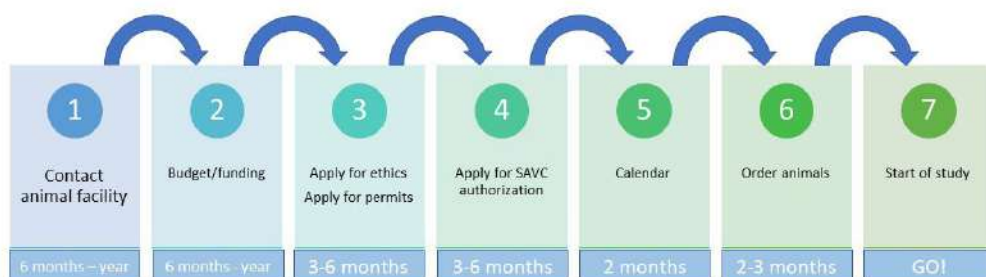 1
Contact
animal facility
6 months – year
2
Budget/funding
6 months - year
3
Apply for ethics
Apply for permits
3-6 months
4
Apply for SAVC
authorization
3-6 months
5
Calendar
2 months
6
Order animals
2-3 months
7
Start of study
GO!